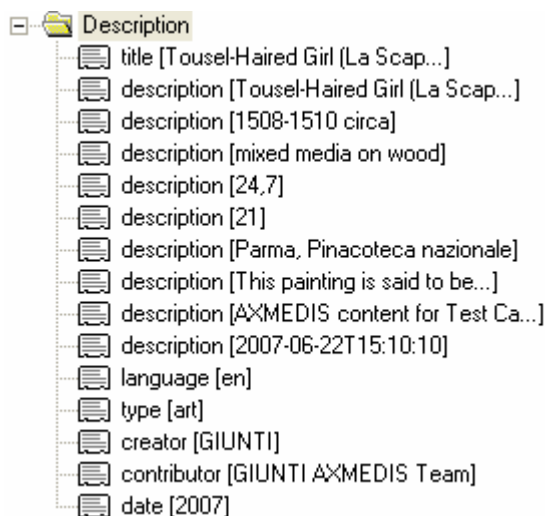 Description
title [Tousel-Haired Girl (La Scap...]
description [Tousel-Haired Girl (La Scap...]
description [1508-1510 circa]
description [mixed media on wood]
description [24,7]
description [21]
description [Parma, Pinacoteca nazionale]
description [This painting is said to be...]
description [AXMEDIS content for Test Ca...]
description [2007-06-22T15:10:10]
language [en]
type [art]
creator [GIUNTI]
contributor [GIUNTI AXMEDIS Team]
date [2007]